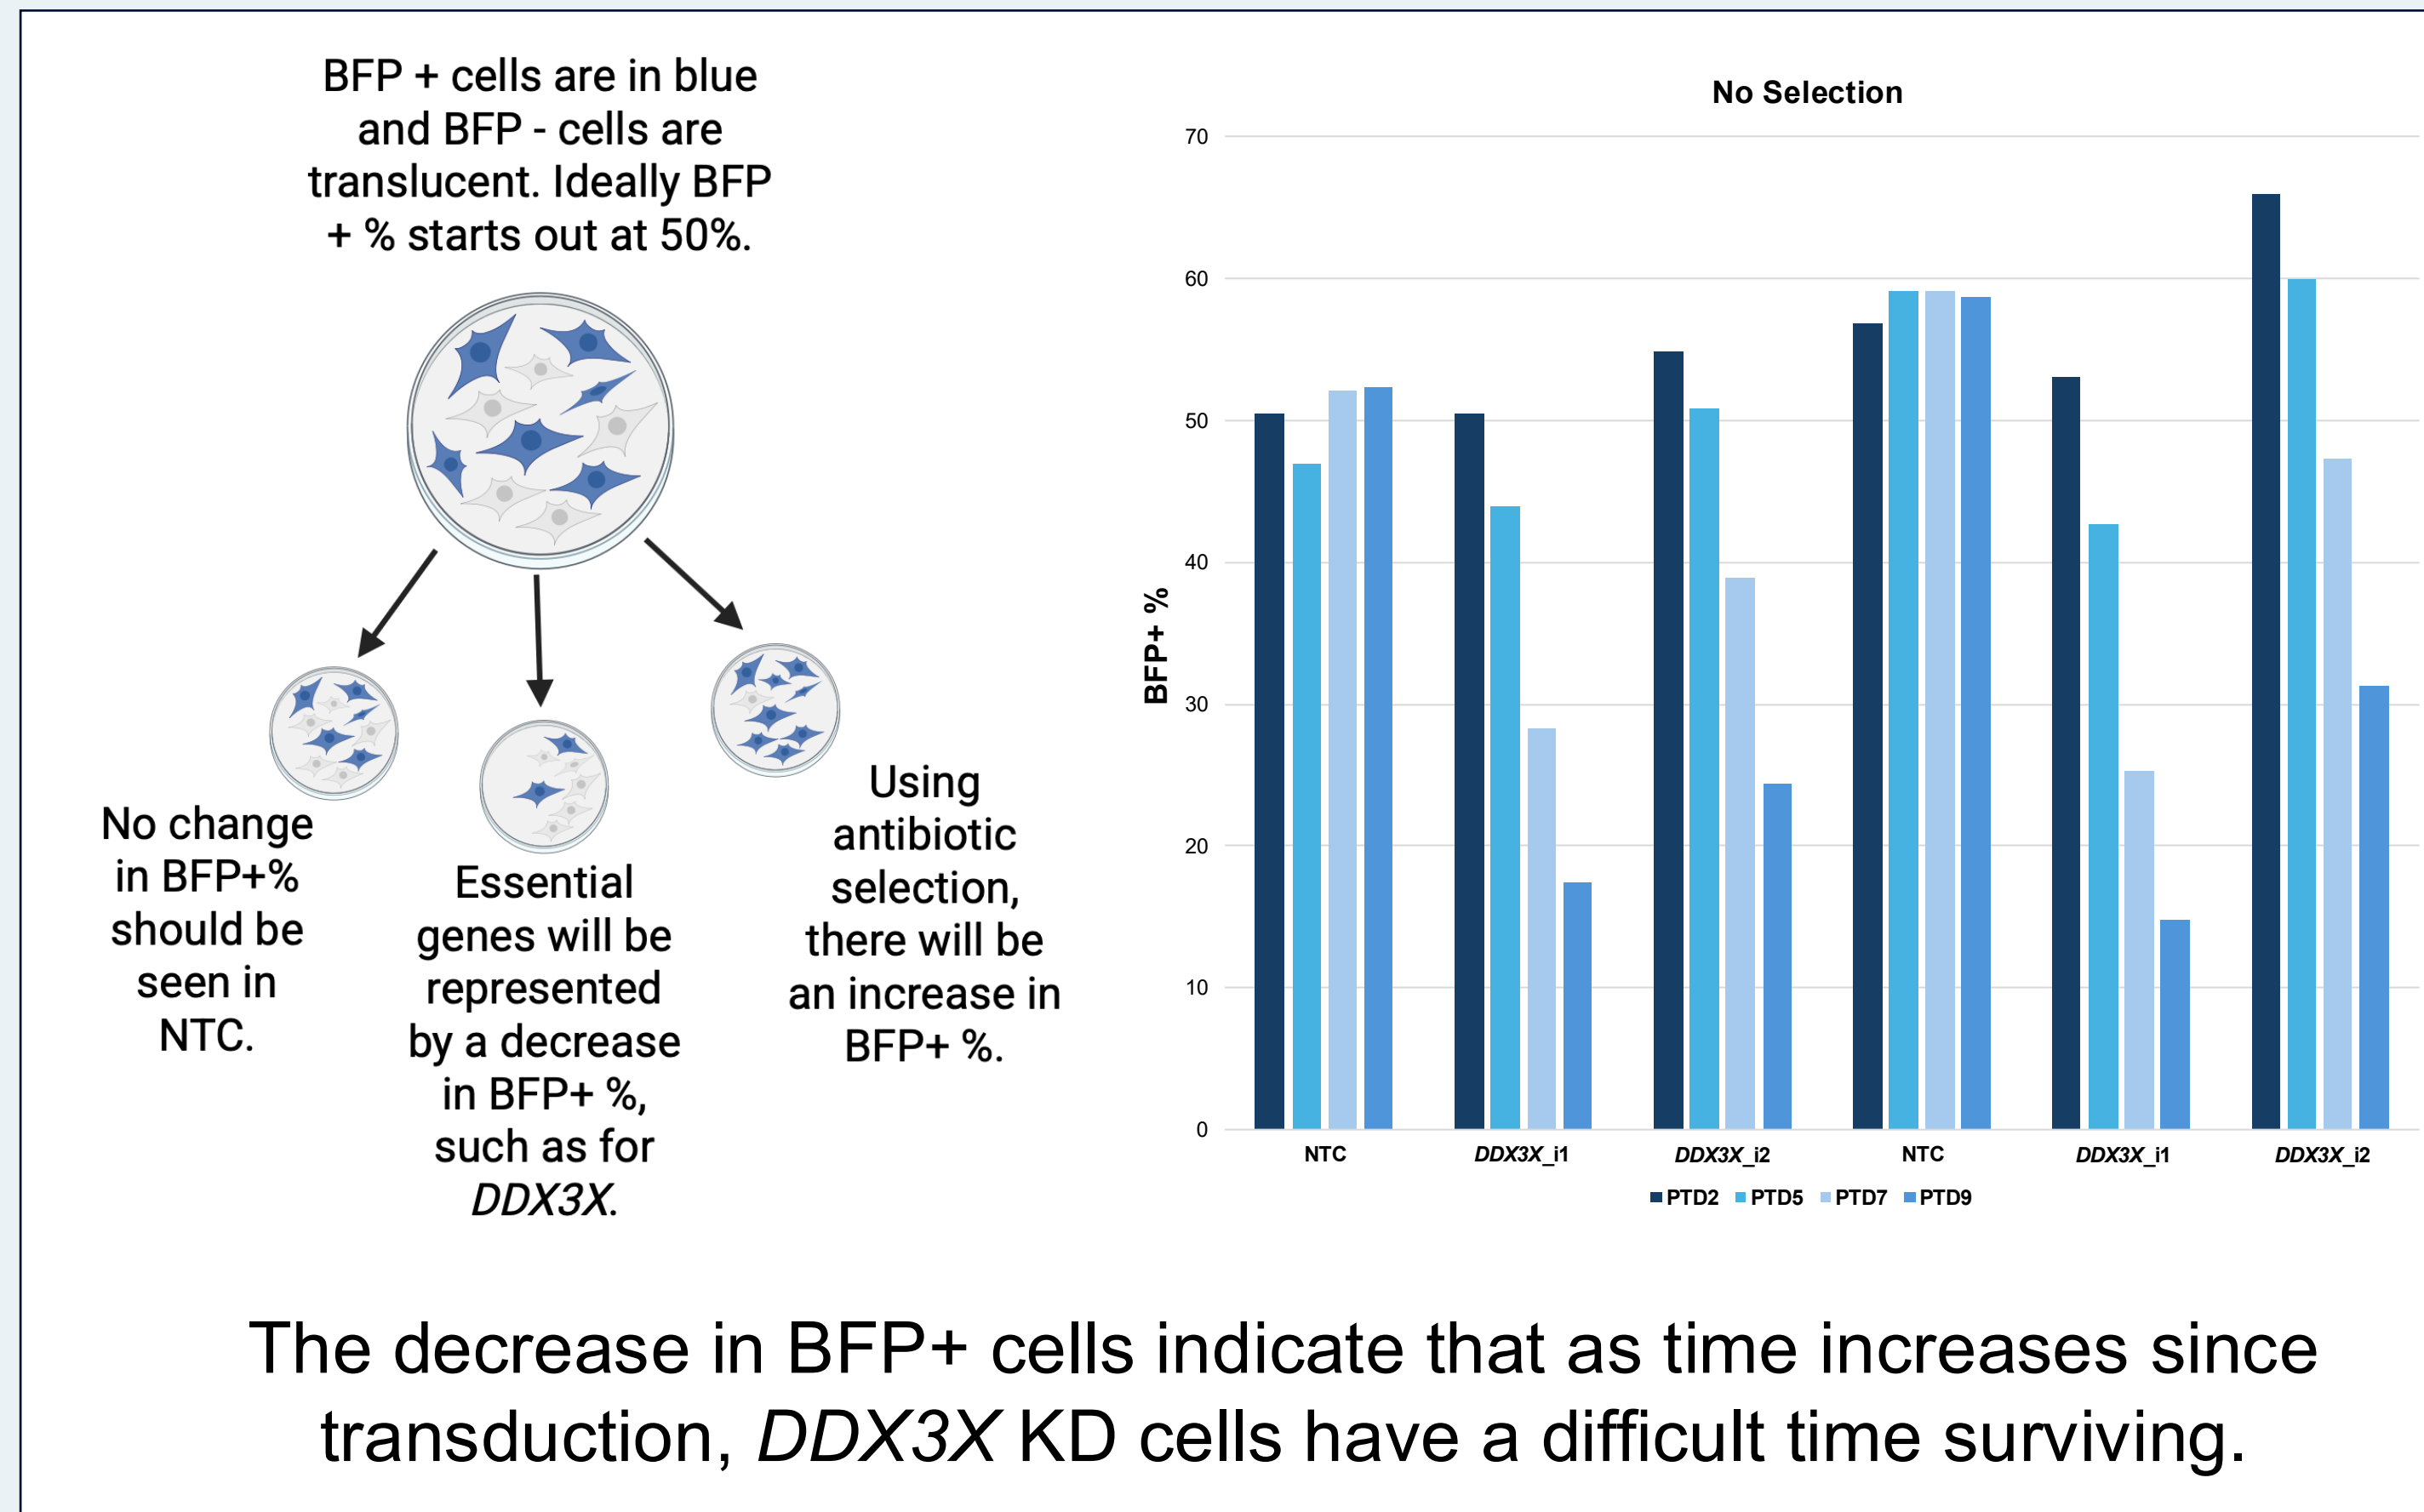 BFP + cells are in blue
and BFP - cells are
translucent. Ideally BFP
+ % starts out at 50%.
No change
in BFP+%
should be
seen in
NTC.
Essential
genes will be
represented
by a decrease
in BFP+ %,
such as for
DDX3X.
Using
antibiotic
selection,
there will be
an increase in
BFP+ %.
No Selection
BFP+ %
70
60
50
40
30
20
10
0
NTC DDX3X_i1 DDX3X_i2 NTC DDX3X_i1 DDX3X_i2
PTD2 PTD5 PTD7 PTD9
The decrease in BFP+ cells indicate that as time increases since
transduction, DDX3X KD cells have a difficult time surviving.